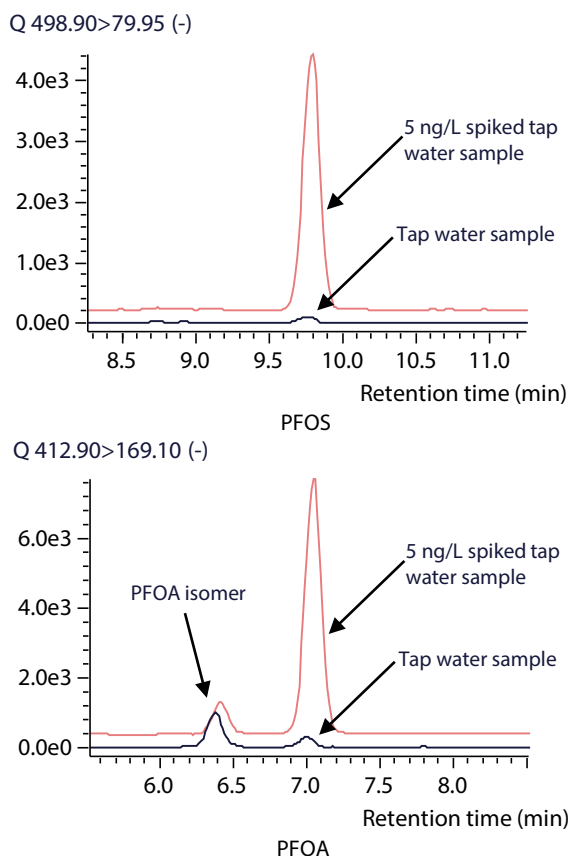 Q 498.90>79.95 (-)
4.0e3
3.0e3
2.0e3
1.0e3
0.0e0
5 ng/L spiked tap
water sample
Tap water sample
8.5 9.0 9.5 10.0 10.5 11.0
Retention time (min)
PFOS
Q 412.90>169.10 (-)
6.0e3
4.0e3
2.0e3
0.0e0
PFOA isomer
5 ng/L spiked tap
water sample
Tap water sample
6.0 6.5 7.0 7.5 8.0
Retention time (min)
PFOA